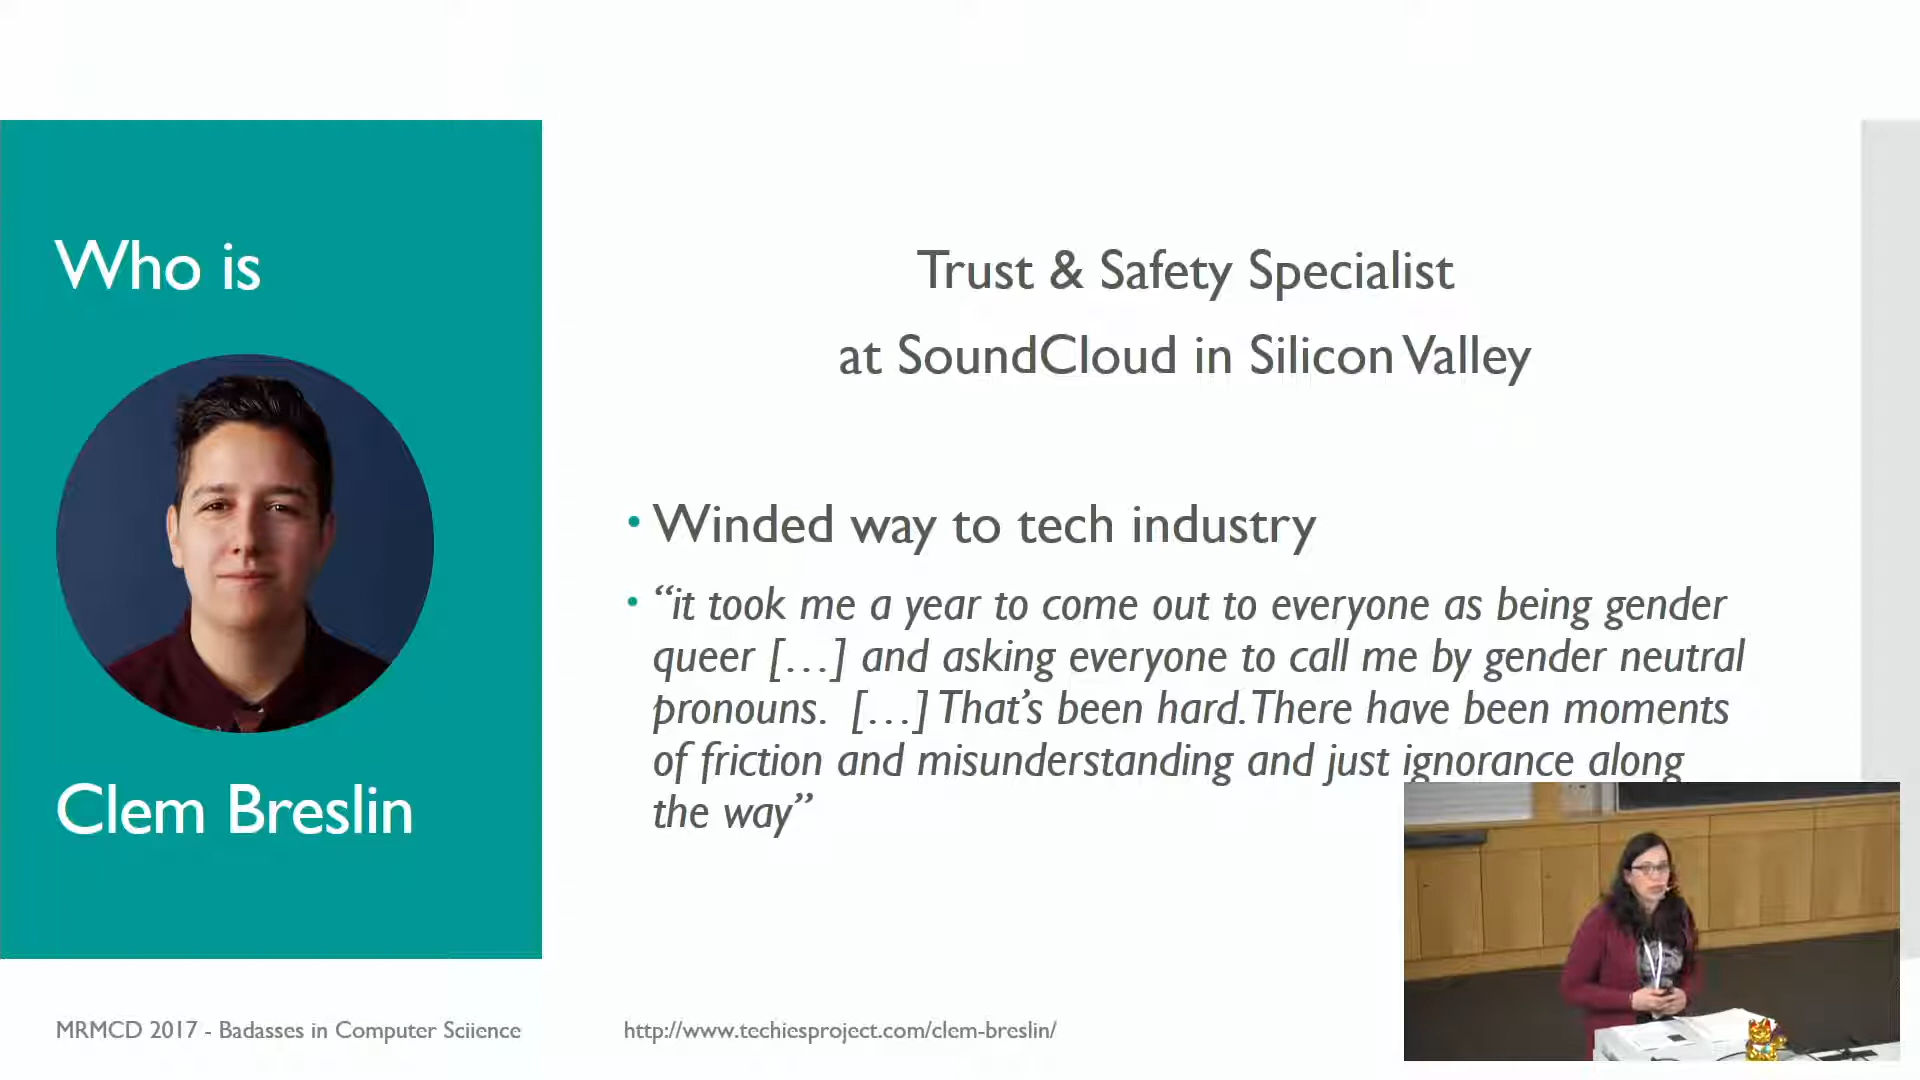 Who is
Clem Breslin
Trust & Safety Specialist
at SoundCloud in Silicon Valley
• Winded way to tech industry
• “it took me a year to come out to everyone as being gender
queer […] and asking everyone to call me by gender neutral
pronouns.  […] That’s been hard. There have been moments
of friction and misunderstanding and just ignorance along
the way”
MRMCD 2017 - Badasses in Computer Sciience
http://www.techiesproject.com/clem-breslin/